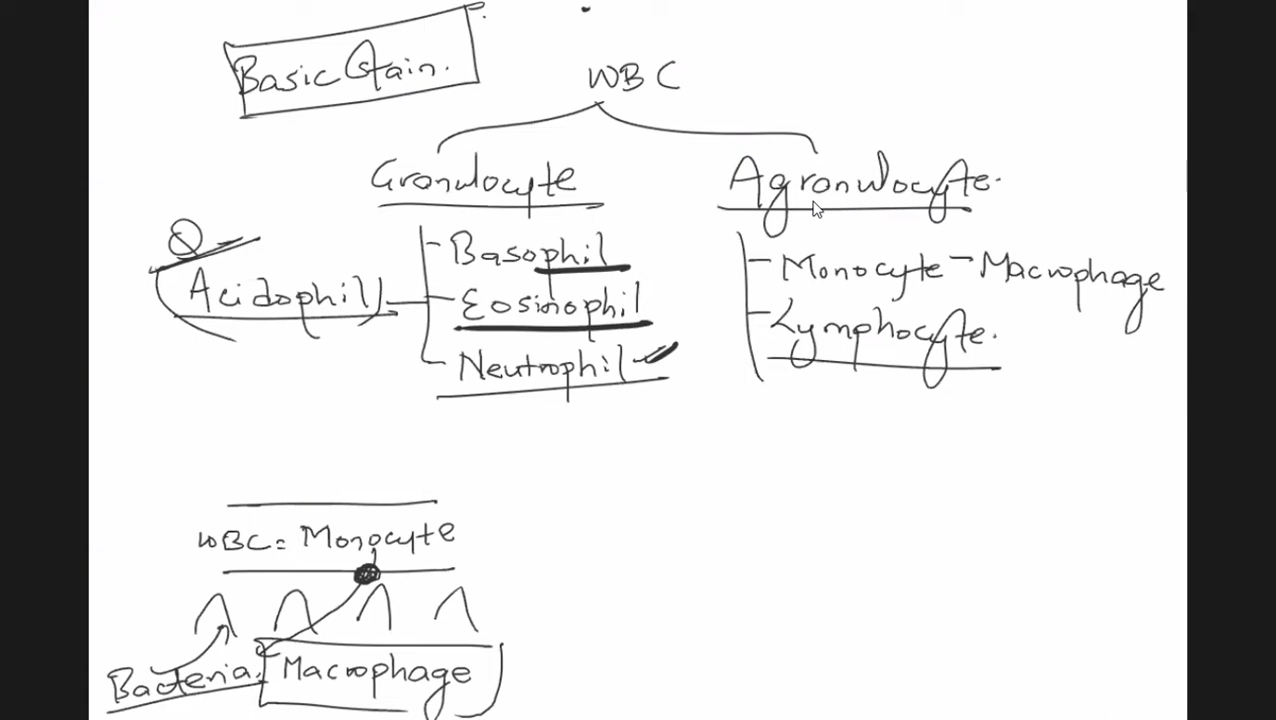 Basic Stain.
WBC
Granulocyte
Agranulocyte.
Q
Basophil
Acidophil
Eosinophil
Neutrophil
Monocyte - Macrophage
Lymphocyte.
WBC = Monocyte
Bacteria.
Macrophage